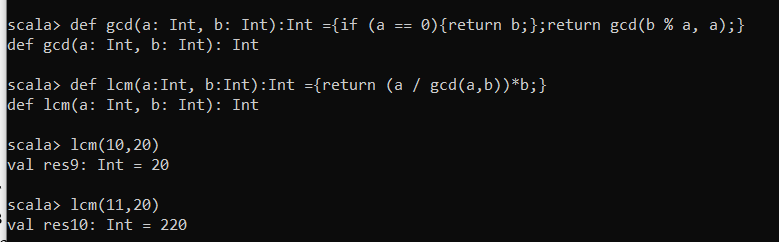 scala> def gcd(a: Int, b: Int):Int ={if (a == 0){return b;};return gcd(b % a, a);}
def gcd(a: Int, b: Int): Int
scala> def lcm(a:Int, b:Int):Int ={return (a / gcd(a,b))*b;}
def lcm(a: Int, b: Int): Int
scala> lcm(10,20)
val res9: Int = 20
scala> lcm(11,20)
val res10: Int = 220